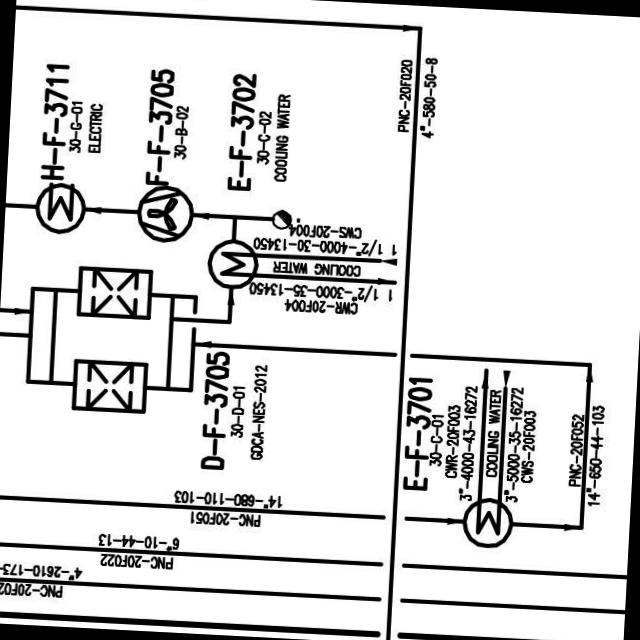 H-F-3711
30-G-01
ELECTRIC
F-F-3705
30-B-02
E-F-3702
30-C-02
COOLING WATER
PNC-20F020
4"-580-50-8
CWS-20F004
1 1/2"-4000-30-13450
COOLING WATER
1 1/2"-3000-35-13450
CWR-20F004
D-F-3705
30-D-01
GDCA-NES-2012
E-F-3701
30-C-01
CWR-20F003
3"-4000-43-16272
COOLING WATER
3"-5000-35-16272
CWS-20F003
PNC-20F052
14"-650-44-103
14"-680-110-103
PNC-20F051
6"-10-44-13
PNC-20F022
4"-2610-173-